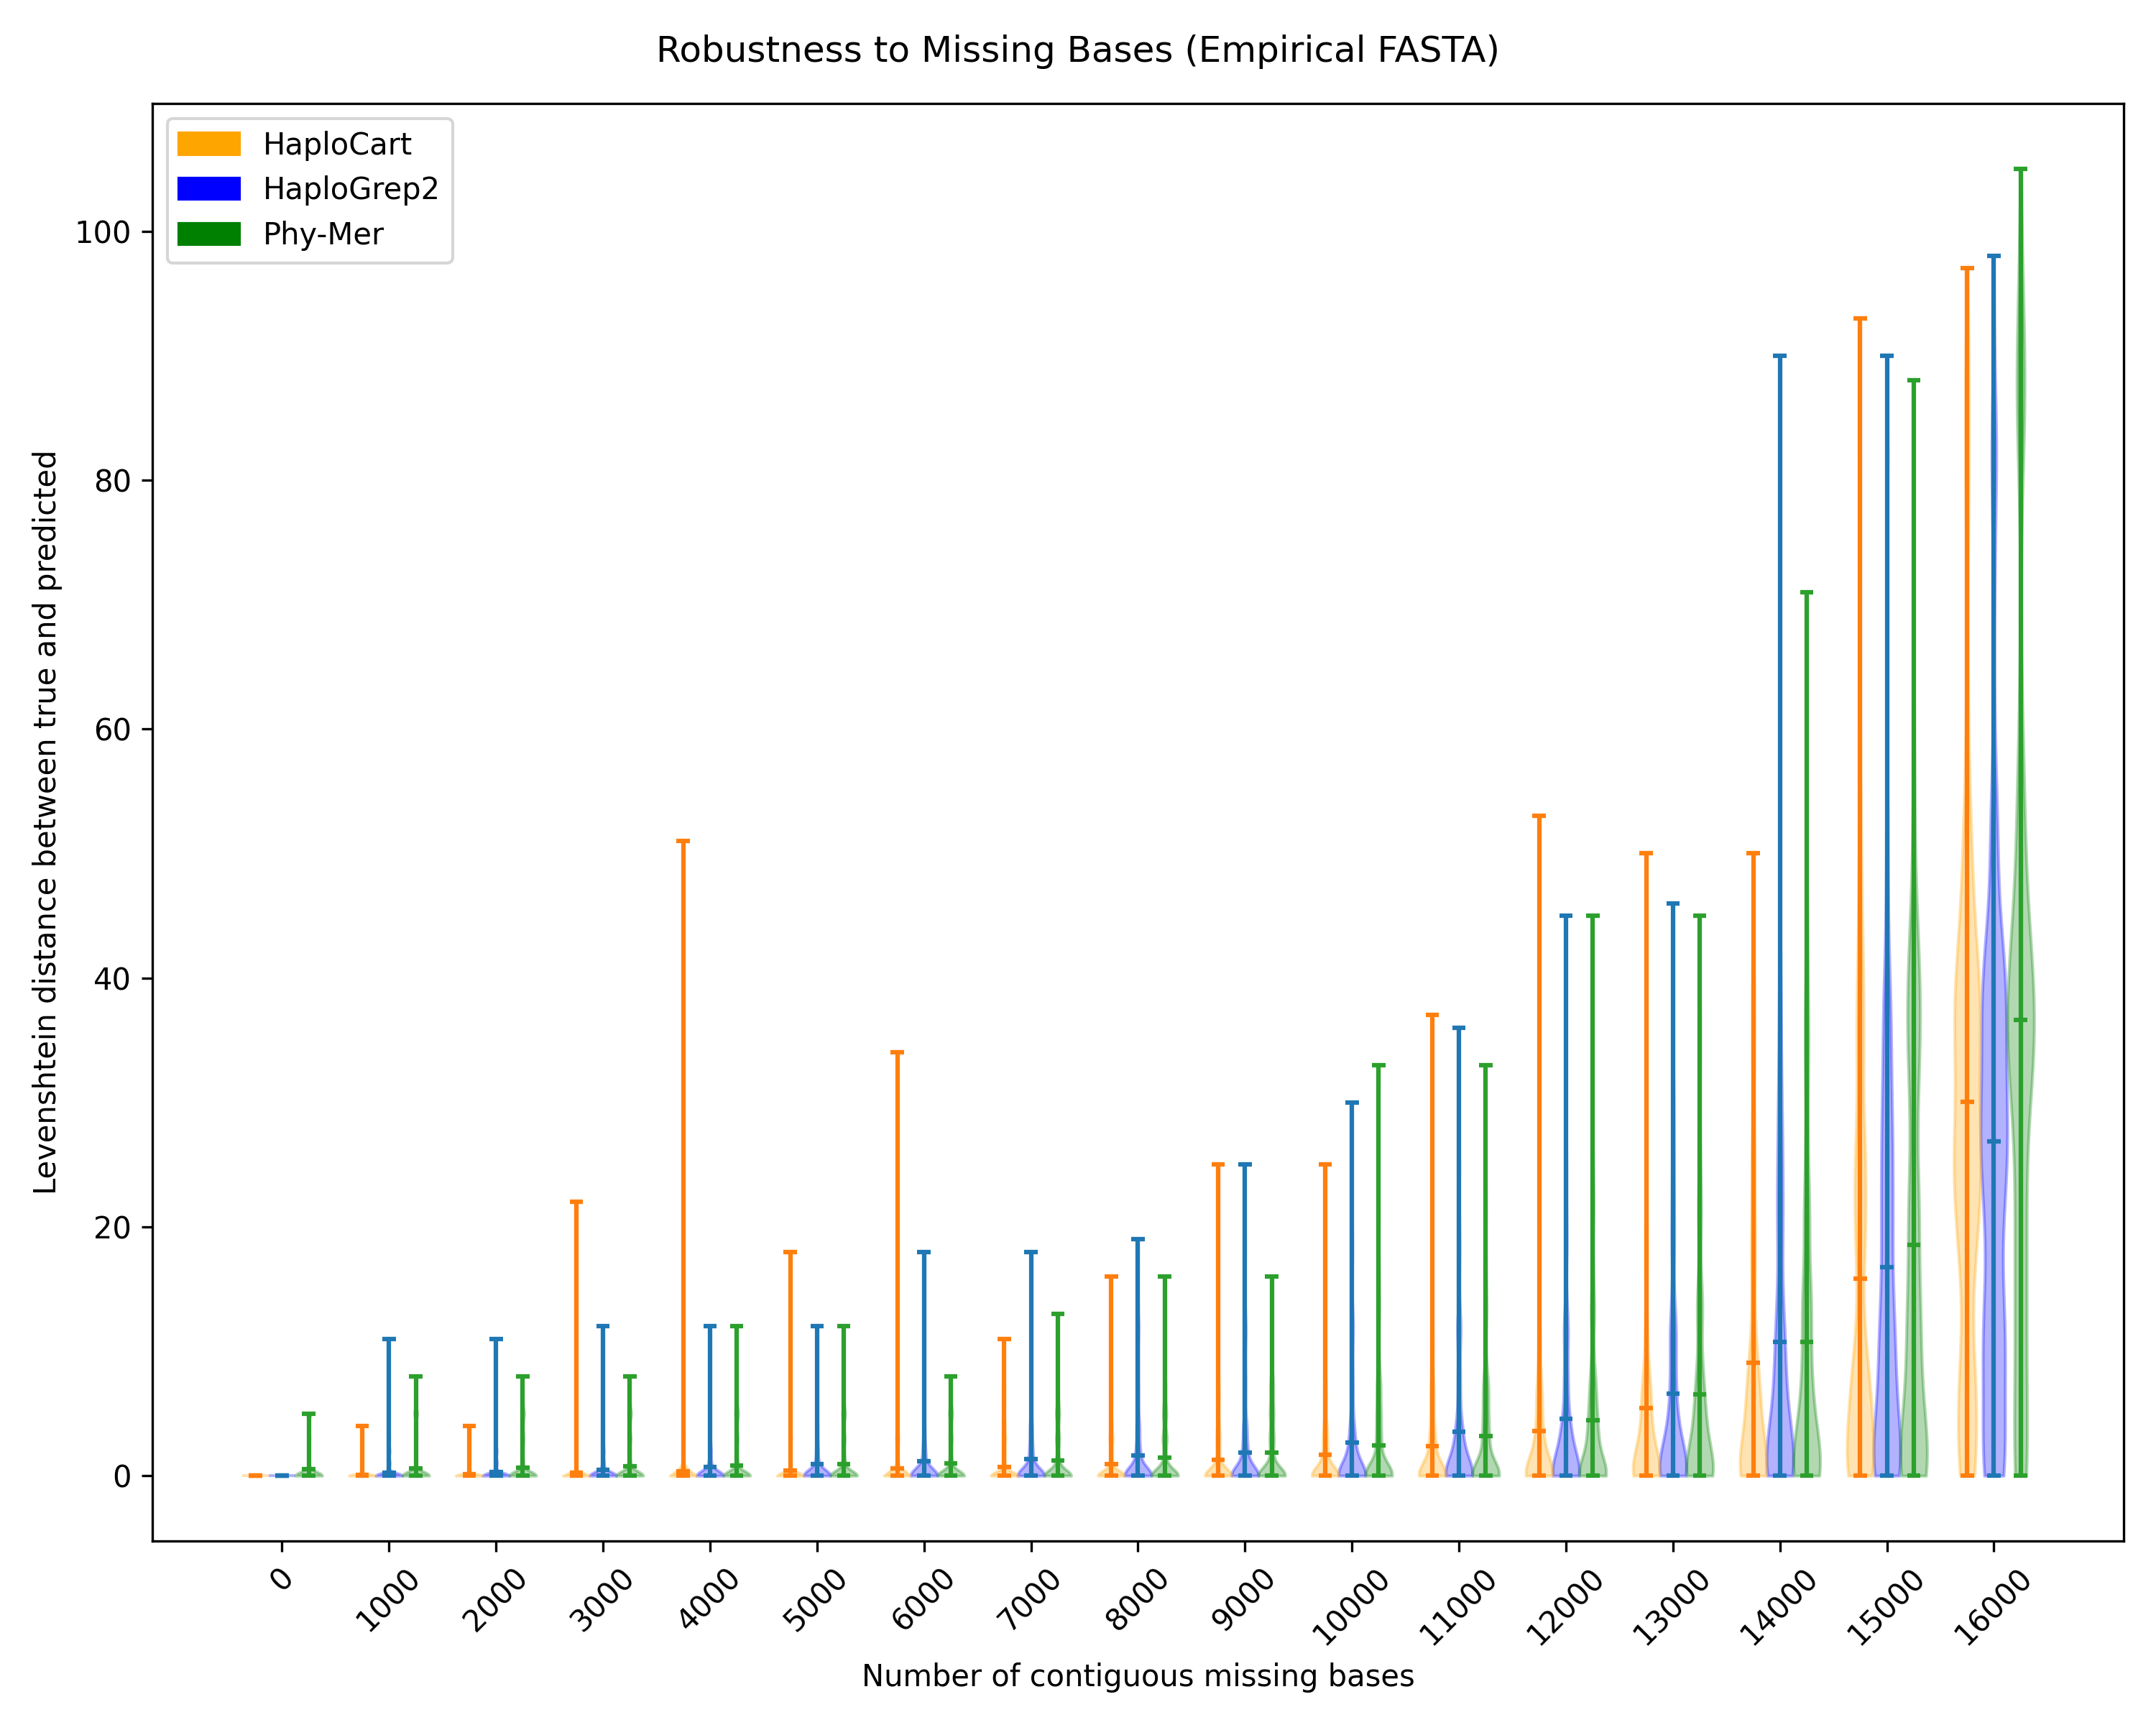 Robustness to Missing Bases (Empirical FASTA)
HaploCart
HaploGrep2
Phy-Mer
Levenshtein distance between true and predicted
100
80
60
40
20
0
0 1000 2000 3000 4000 5000 6000 7000 8000 9000 10000 11000 12000 13000 14000 15000 16000
Number of contiguous missing bases